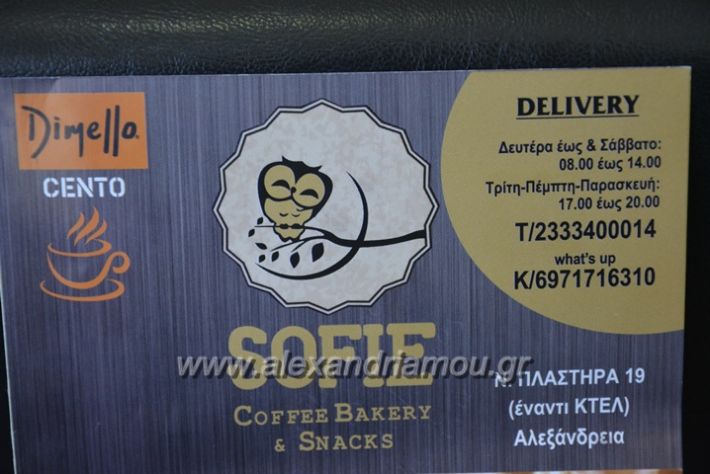 Dimello
CENTO
SOFIE
COFFEE BAKERY
& SNACKS
DELIVERY
Δευτέρα έως & Σάββατο:
08.00 έως 14.00
Τρίτη-Πέμπτη-Παρασκευή:
17.00 έως 20.00
Τ/2333400014
what's up
Κ/6971716310
Ν. ΠΛΑΣΤΗΡΑ 19
(έναντι ΚΤΕΛ)
Αλεξάνδρεια
www.alexandriamou.gr